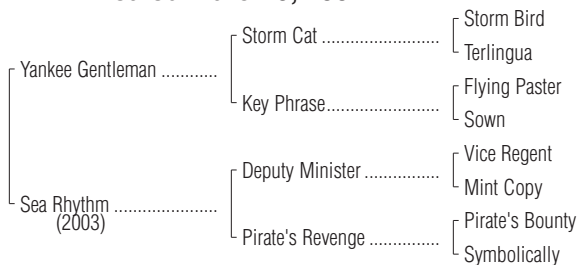 Storm Bird
Storm Cat ........................
Terlingua
Yankee Gentleman ...........
Flying Paster
Key Phrase.....................
Sown
Vice Regent
Deputy Minister ...............
Mint Copy
Sea Rhythm .....................
(2003)
Pirate's Bounty
Pirate's Revenge ..............
Symbolically